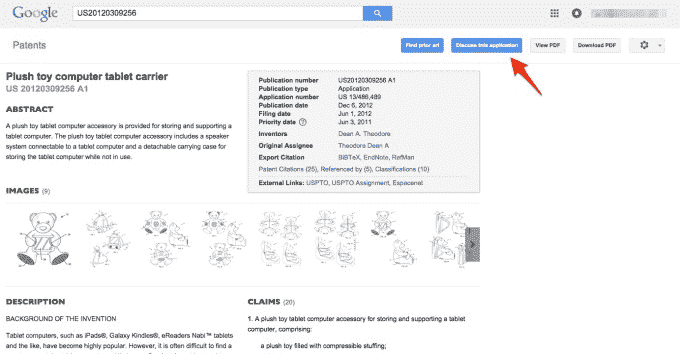 Google
US20120309256
Patents
Find prior art
Discuss this application
View PDF
Download PDF
Plush toy computer tablet carrier
US 20120309256 A1
ABSTRACT
A plush toy tablet computer accessory is provided for storing and supporting a
tablet computer. The plush toy tablet computer accessory includes a speaker
system connectable to a tablet computer and a detachable carrying case for
storing the tablet computer while not in use.
Publication number US20120309256 A1
Publication type Application
Application number US 13/486,489
Publication date Dec 6, 2012
Filing date Jun 1, 2012
Priority date Jun 3, 2011
Inventors Dean A. Theodore
Original Assignee Theodore Dean A
Export Citation BiBTeX, EndNote, RefMan
Patent Citations (25), Referenced by (5), Classifications (10)
External Links: USPTO, USPTO Assignment, Espacenet
IMAGES (9)
DESCRIPTION
BACKGROUND OF THE INVENTION
Tablet computers, such as iPads®, Galaxy Kindles®, eReaders Nabi™ tablets
and the like, have become highly popular. However, it is often difficult to find a
CLAIMS (20)
1. A plush toy tablet computer accessory for storing and supporting a tablet
computer, comprising:
a plush toy filled with compressible stuffing;